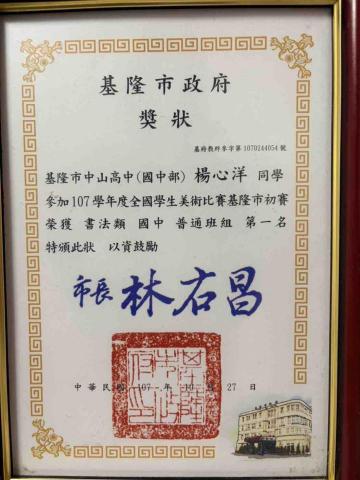 基隆市政府
獎狀
基府教終參字第1070244054號
基隆市中山高中(國中部) 楊心洋 同學
參加107學年度全國學生美術比賽基隆市初賽
榮獲 書法類 國中 普通班組 第一名
特頒此狀 以資鼓勵
市長 林右昌
中華民國 107 年 10 月 27 日